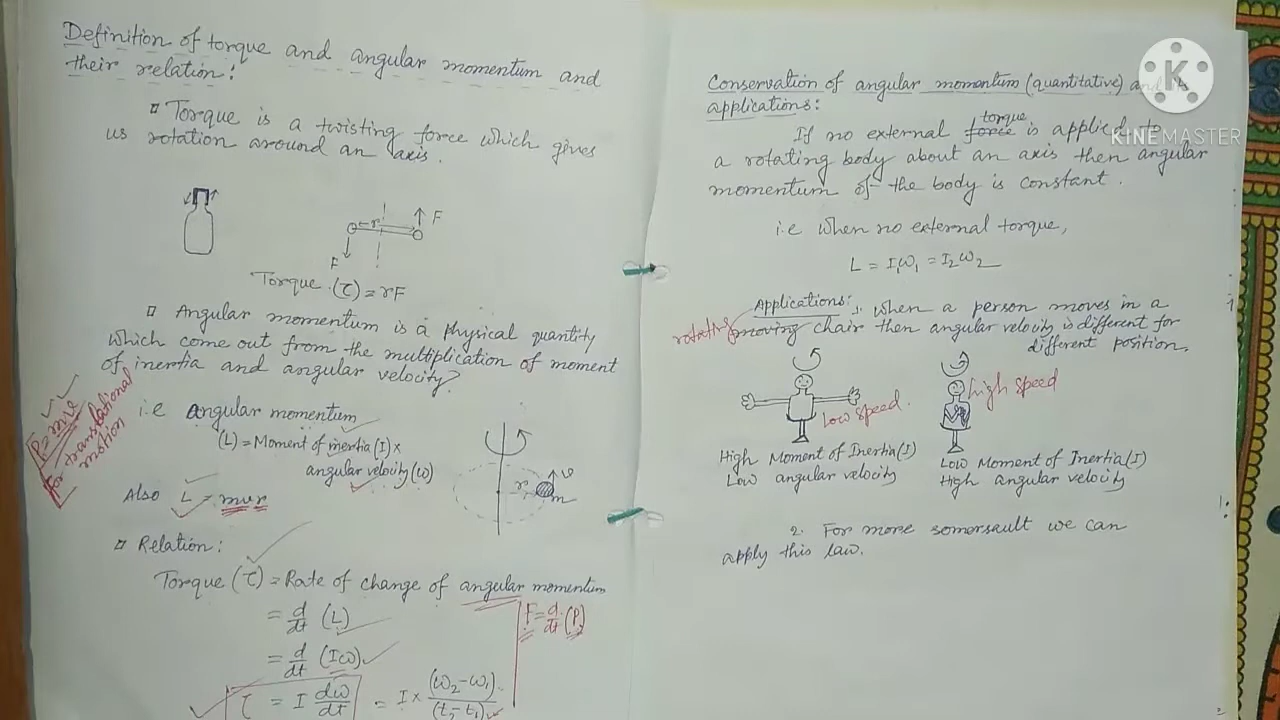 Definition of torque and angular momentum and
their relation:
Torque is a twisting force which gives
us rotation around an axis.
F
r
F
Torque (τ) = rF
Angular momentum is a physical quantity
which come out from the multiplication of moment
of inertia and angular velocity?
i.e angular momentum
(L) = Moment of inertia (I) ×
angular velocity (ω)
P = mv
For translational
motion
Also L = mvr
v
r
m
Relation:
Torque (τ) = Rate of change of angular momentum
= d/dt (L)
F = d/dt (P)
= d/dt (Iω)
τ = I dω/dt = I × (ω2 - ω1)/(t2 - t1)
Conservation of angular momentum (quantitative) and
applications:
torque
If no external force is applied to
a rotating body about an axis then angular
momentum of the body is constant.
i.e when no external torque,
L = I1ω1 = I2ω2
Applications: 1. When a person moves in a
rotating moving chair then angular velocity is different for
different position.
Low speed.
high speed
High Moment of Inertia (I)
Low angular velocity
Low Moment of Inertia (I)
High angular velocity
2. For more somersault we can
apply this law.
K
KINEMASTER